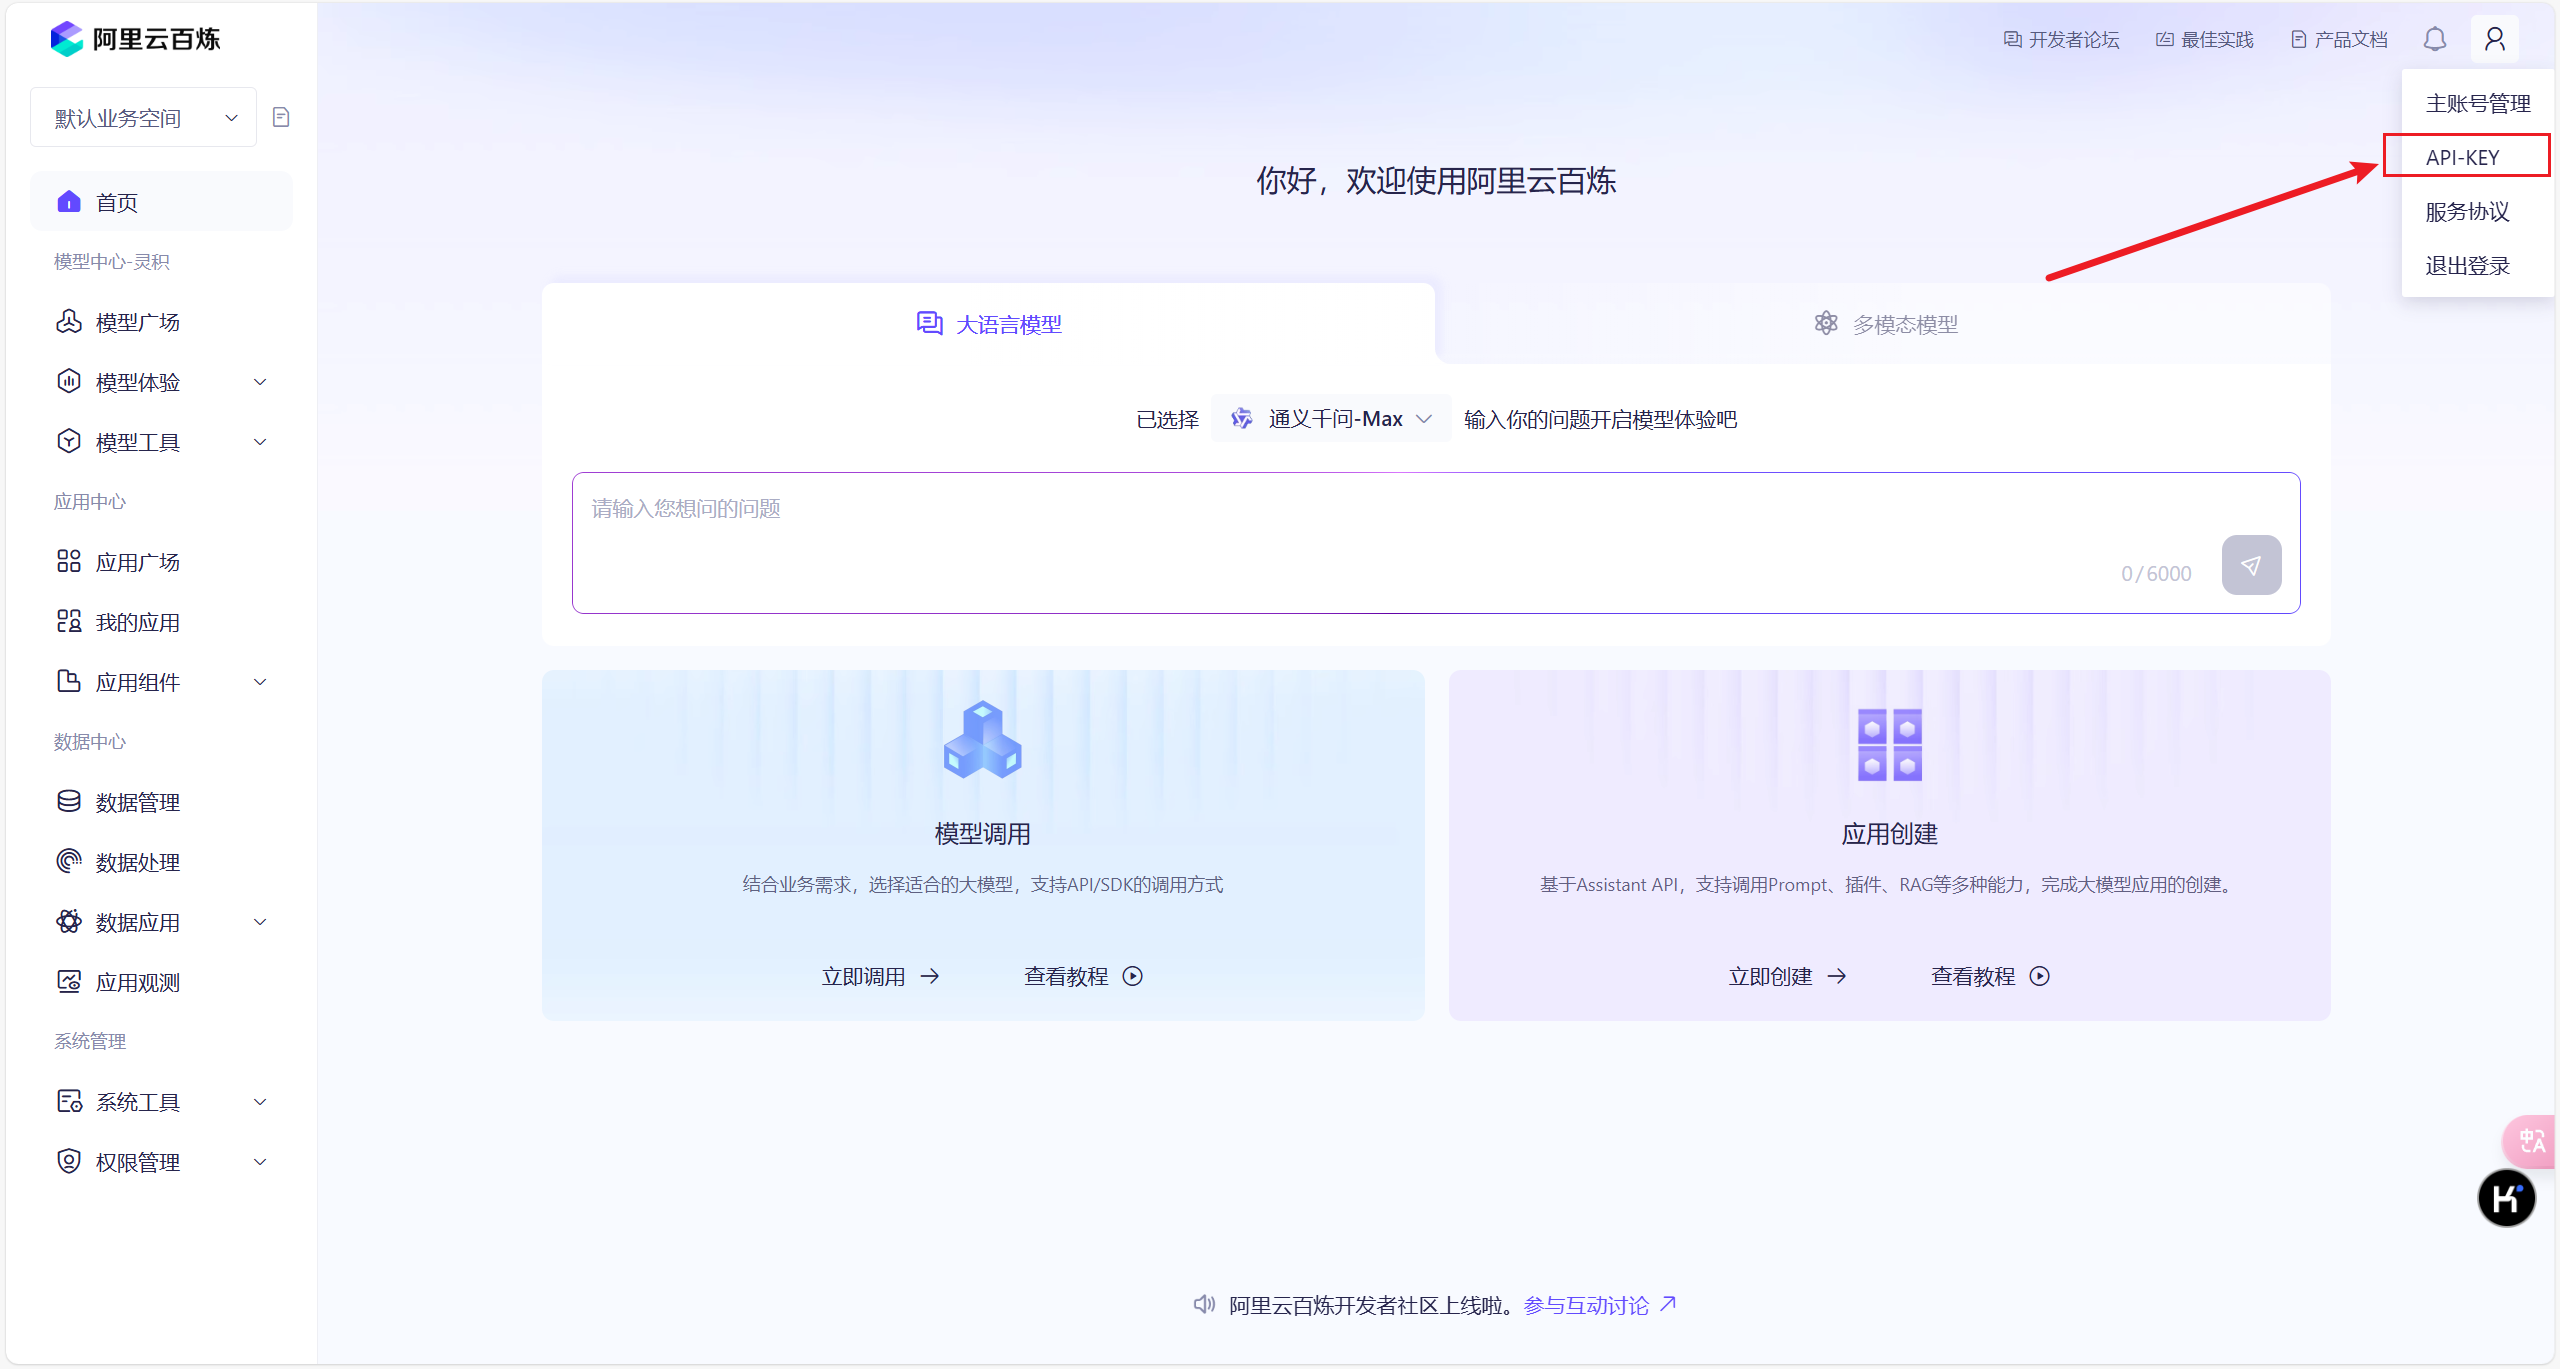 阿里云百炼
开发者论坛
最佳实践
产品文档
主账号管理
API-KEY
服务协议
退出登录
默认业务空间
首页
模型中心-灵积
模型广场
模型体验
模型工具
应用中心
应用广场
我的应用
应用组件
数据中心
数据管理
数据处理
数据应用
应用观测
系统管理
系统工具
权限管理
你好，欢迎使用阿里云百炼
大语言模型
多模态模型
已选择 通义千问-Max 输入你的问题开启模型体验吧
请输入您想问的问题
0/6000
模型调用
结合业务需求，选择适合的大模型，支持API/SDK的调用方式
立即调用
查看教程
应用创建
基于Assistant API，支持调用Prompt、插件、RAG等多种能力，完成大模型应用的创建。
立即创建
查看教程
中A
K
阿里云百炼开发者社区上线啦。参与互动讨论